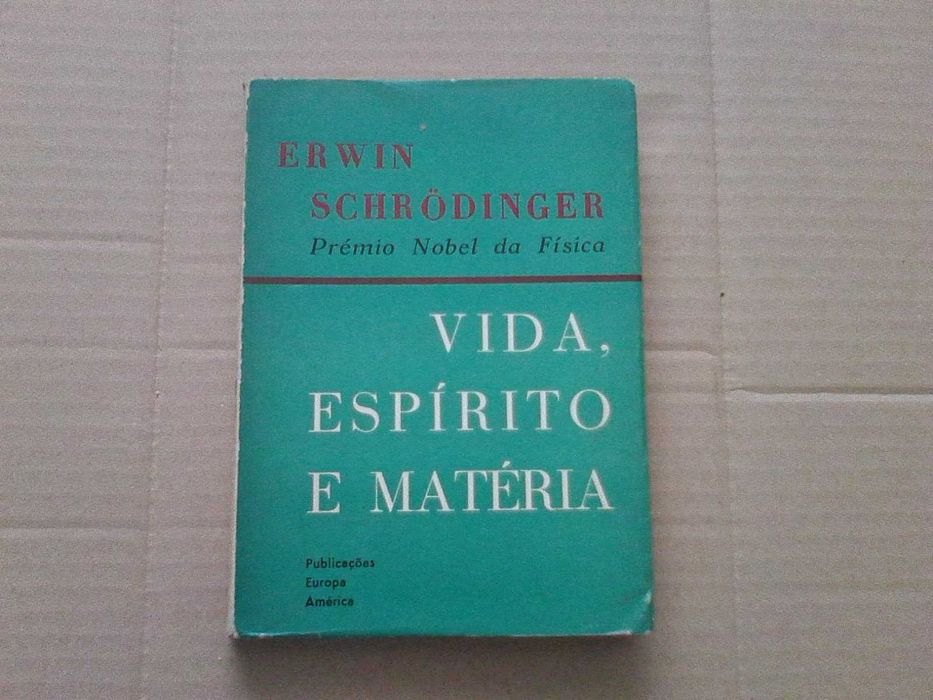 ERWIN
SCHRÖDINGER
Prémio Nobel da Física
VIDA,
ESPÍRITO
E MATÉRIA
Publicações
Europa
América